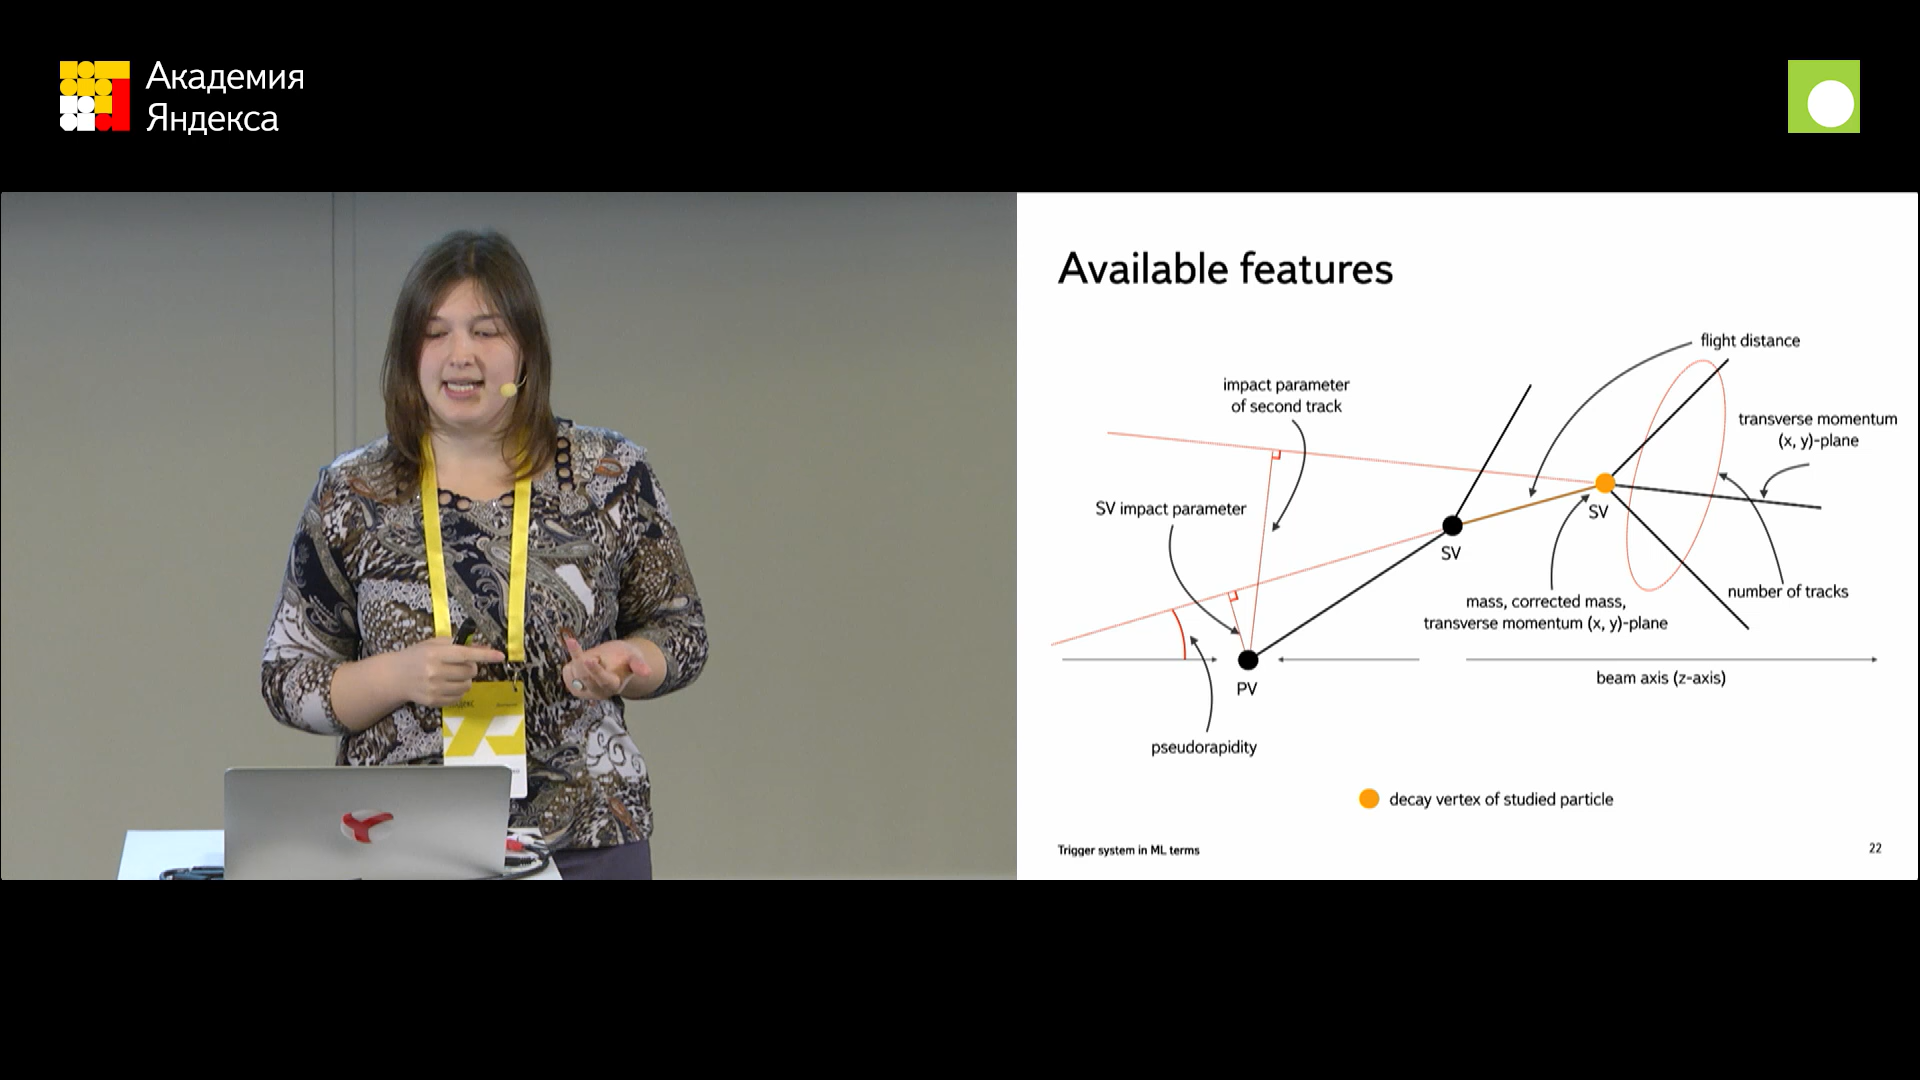 Академия
Яндекса
Available features
flight distance
impact parameter
of second track
transverse momentum
(x, y)-plane
SV impact parameter
SV
SV
mass, corrected mass,
transverse momentum (x, y)-plane
number of tracks
PV
beam axis (z-axis)
pseudorapidity
decay vertex of studied particle
Trigger system in ML terms
22